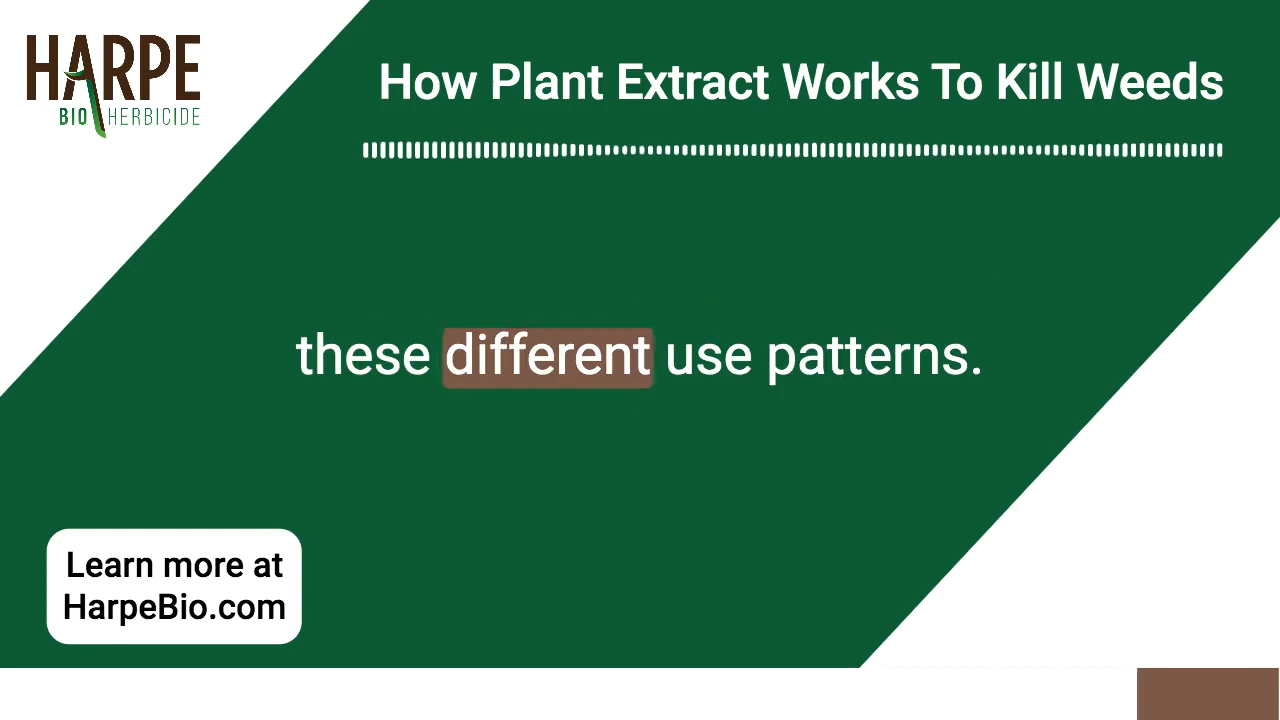 HARPE
BIO HERBICIDE
How Plant Extract Works To Kill Weeds
these different use patterns.
Learn more at
HarpeBio.com